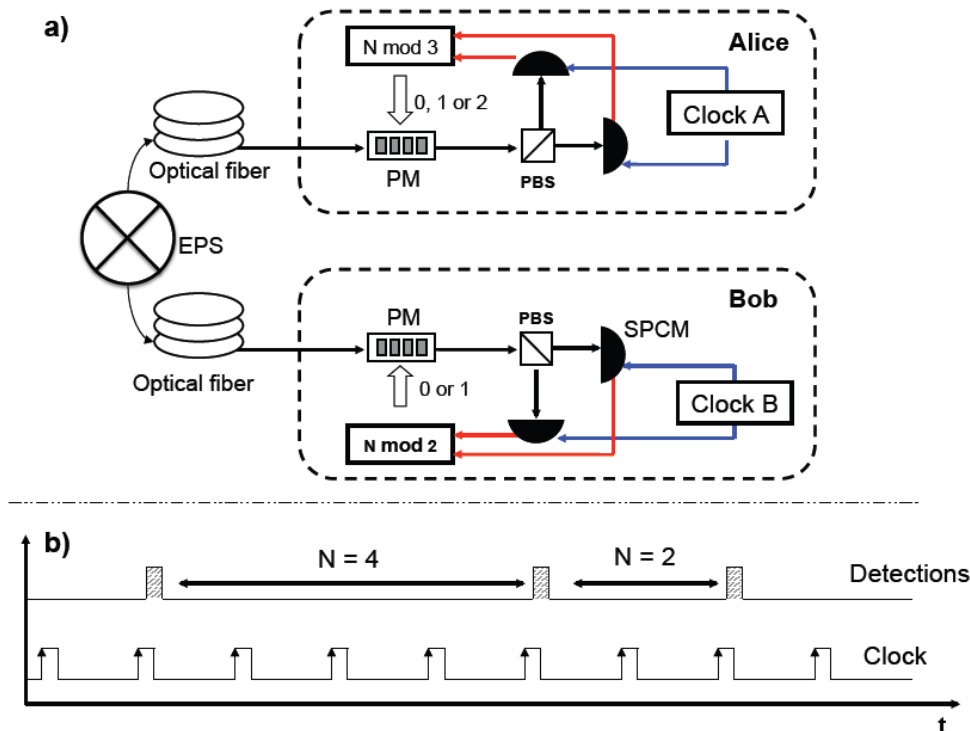 a)
Alice
N mod 3
0, 1 or 2
Clock A
Optical fiber
PM
PBS
EPS
Bob
PM
PBS
SPCM
Optical fiber
0 or 1
Clock B
N mod 2
b)
N = 4
N = 2
Detections
Clock
t